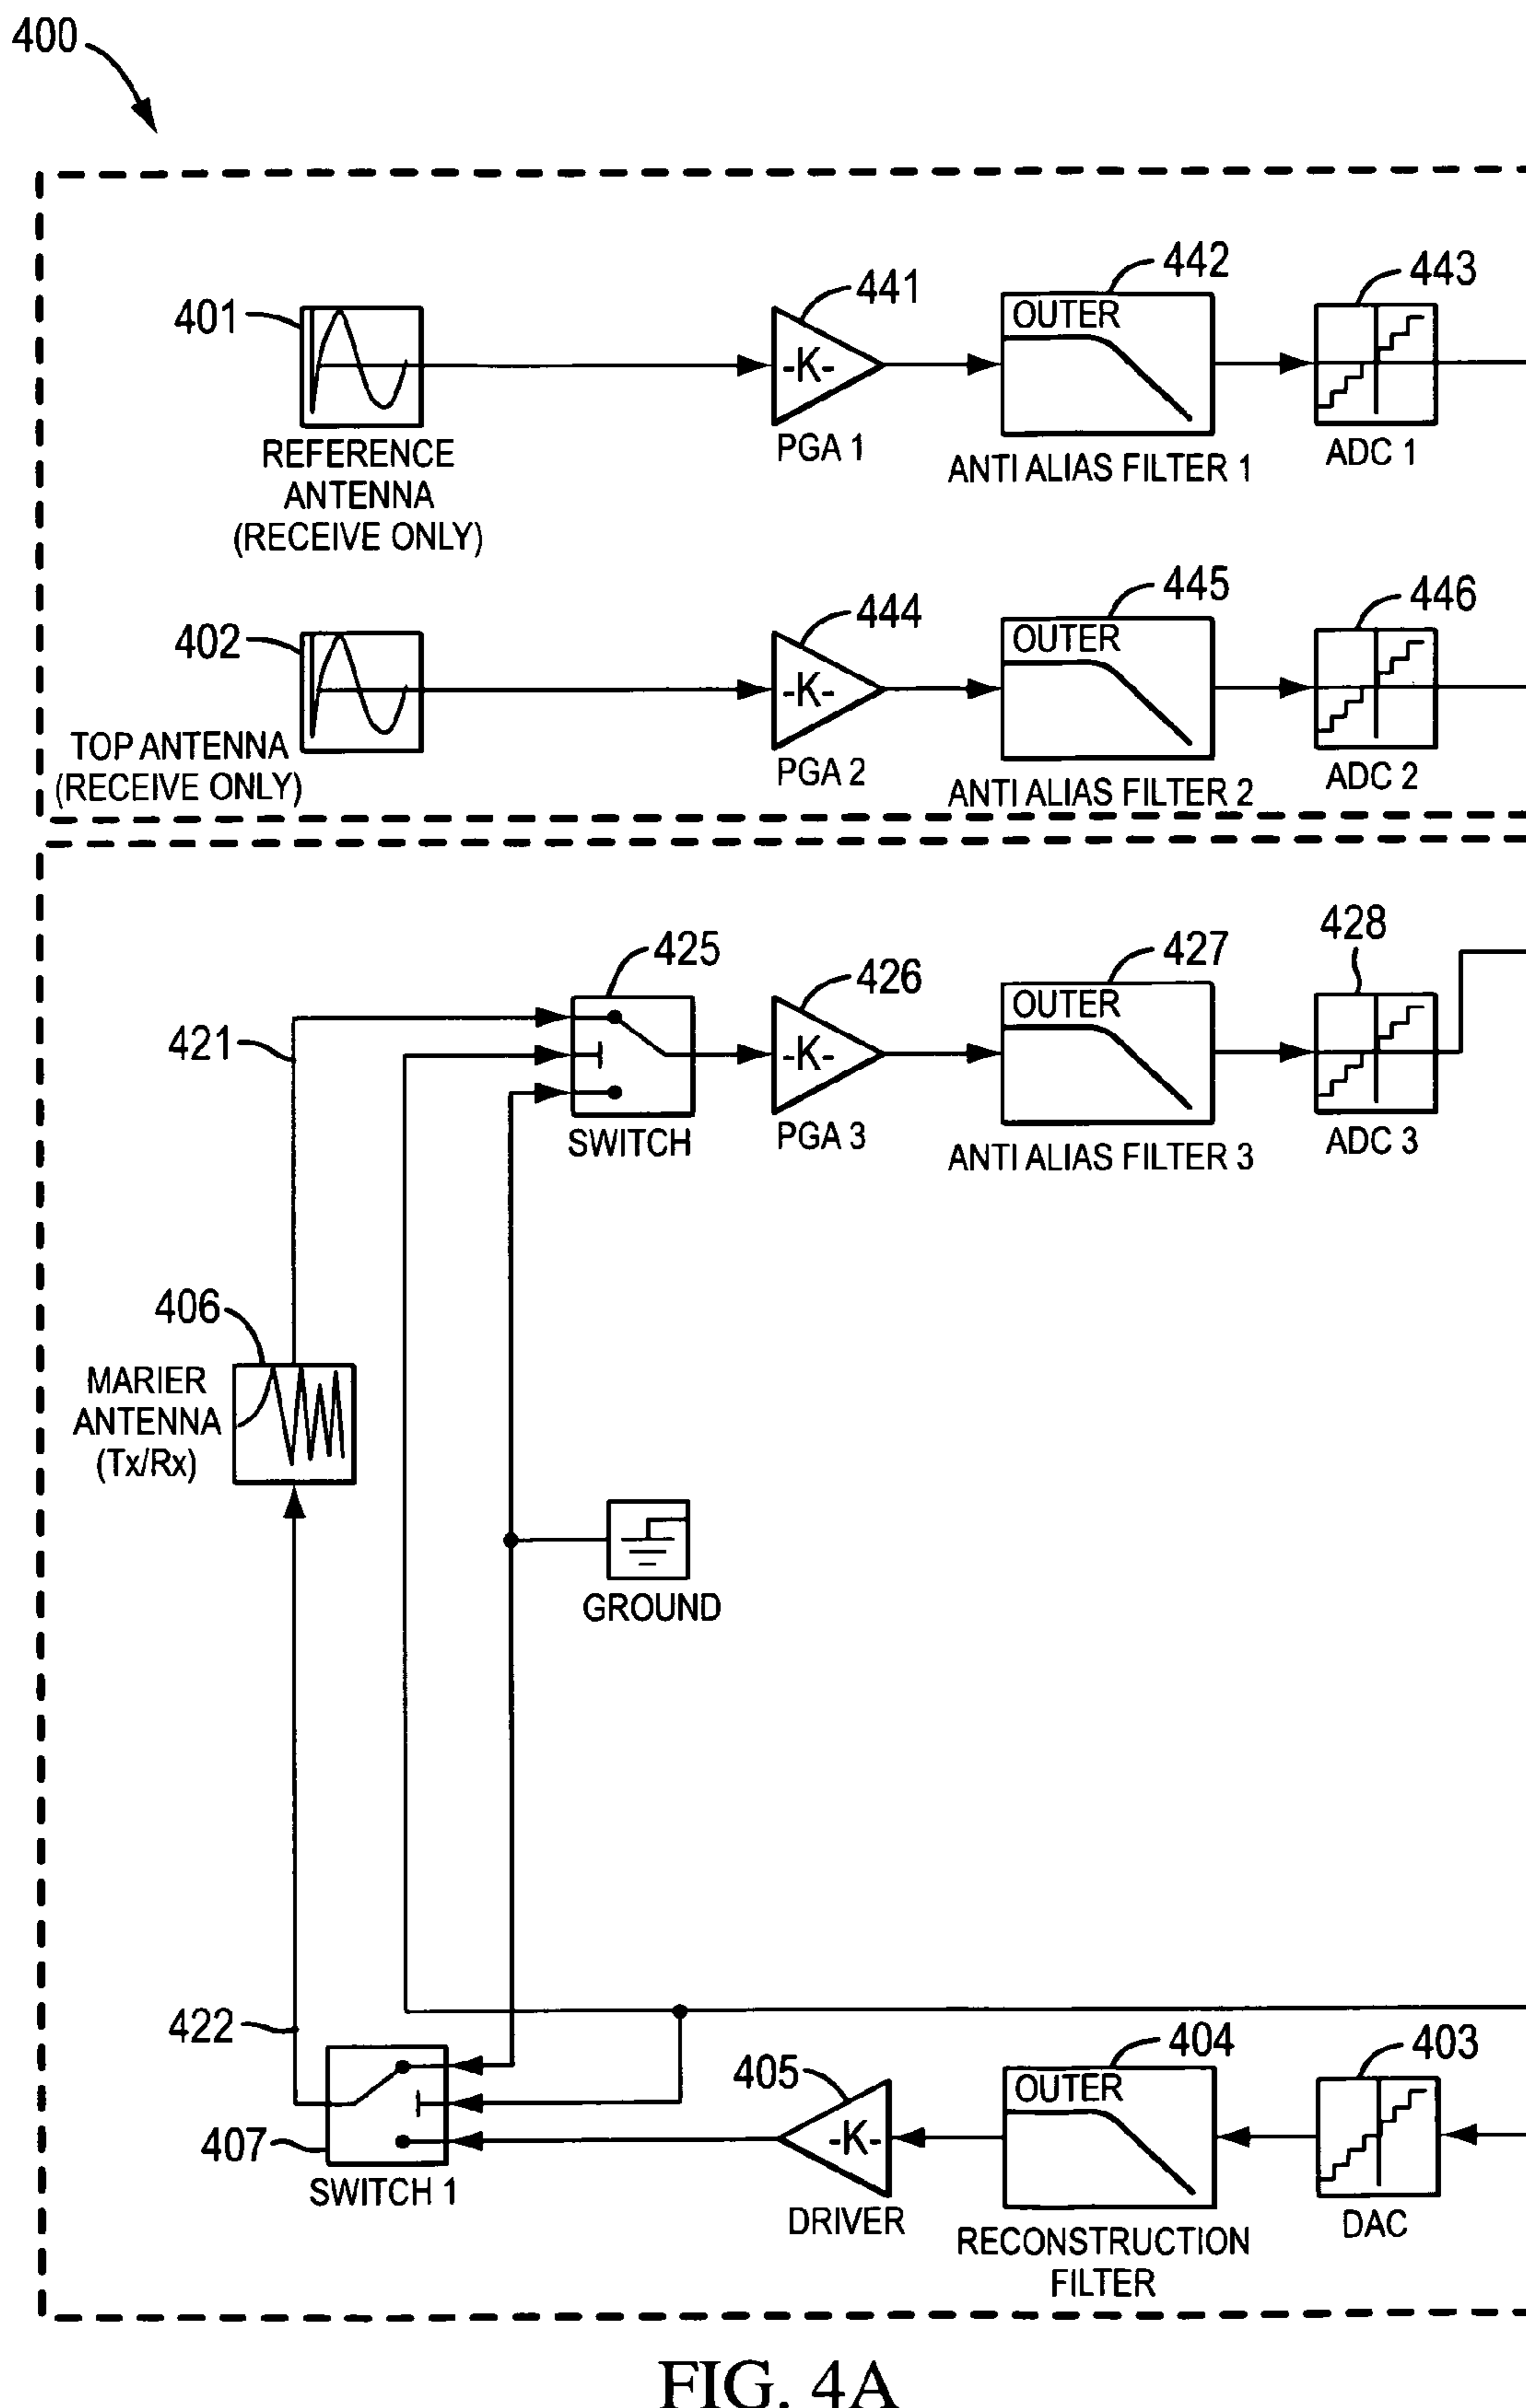 400
401
REFERENCE
ANTENNA
(RECEIVE ONLY)
441
-K-
PGA 1
442
OUTER
ANTI ALIAS FILTER 1
443
ADC 1
402
TOP ANTENNA
(RECEIVE ONLY)
444
-K-
PGA 2
445
OUTER
ANTI ALIAS FILTER 2
446
ADC 2
421
425
SWITCH
426
-K-
PGA 3
427
OUTER
ANTI ALIAS FILTER 3
428
ADC 3
406
MARIER
ANTENNA
(Tx/Rx)
GROUND
422
407
SWITCH 1
405
-K-
DRIVER
404
OUTER
RECONSTRUCTION
FILTER
403
DAC
FIG. 4A